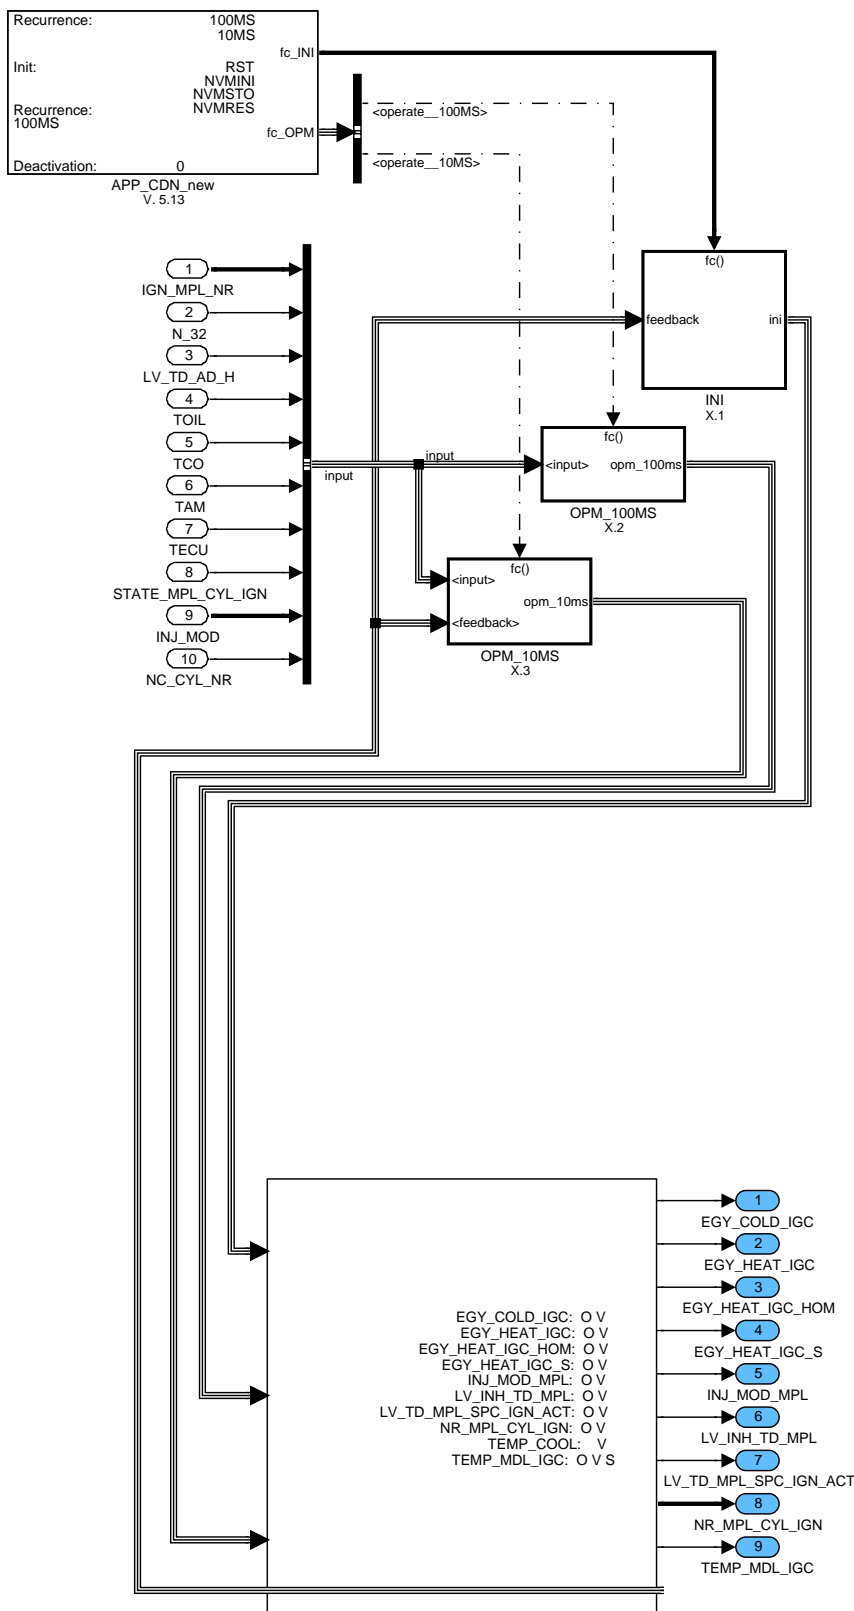 Recurrence: 100MS
10MS
fc_INI
Init: RST
NVMINI
NVMSTO
Recurrence: NVMRES
100MS
fc_OPM
Deactivation: 0
APP_CDN_new
V. 5.13
<operate__100MS>
<operate__10MS>
1
IGN_MPL_NR
2
N_32
3
LV_TD_AD_H
4
TOIL
5
TCO
6
TAM
7
TECU
8
STATE_MPL_CYL_IGN
9
INJ_MOD
10
NC_CYL_NR
input
input
fc()
feedback ini
INI
X.1
fc()
<input> opm_100ms
OPM_100MS
X.2
fc()
<input>
opm_10ms
<feedback>
OPM_10MS
X.3
EGY_COLD_IGC: O V
EGY_HEAT_IGC: O V
EGY_HEAT_IGC_HOM: O V
EGY_HEAT_IGC_S: O V
INJ_MOD_MPL: O V
LV_INH_TD_MPL: O V
LV_TD_MPL_SPC_IGN_ACT: O V
NR_MPL_CYL_IGN: O V
TEMP_COOL: V
TEMP_MDL_IGC: O V S
1
EGY_COLD_IGC
2
EGY_HEAT_IGC
3
EGY_HEAT_IGC_HOM
4
EGY_HEAT_IGC_S
5
INJ_MOD_MPL
6
LV_INH_TD_MPL
7
LV_TD_MPL_SPC_IGN_ACT
8
NR_MPL_CYL_IGN
9
TEMP_MDL_IGC